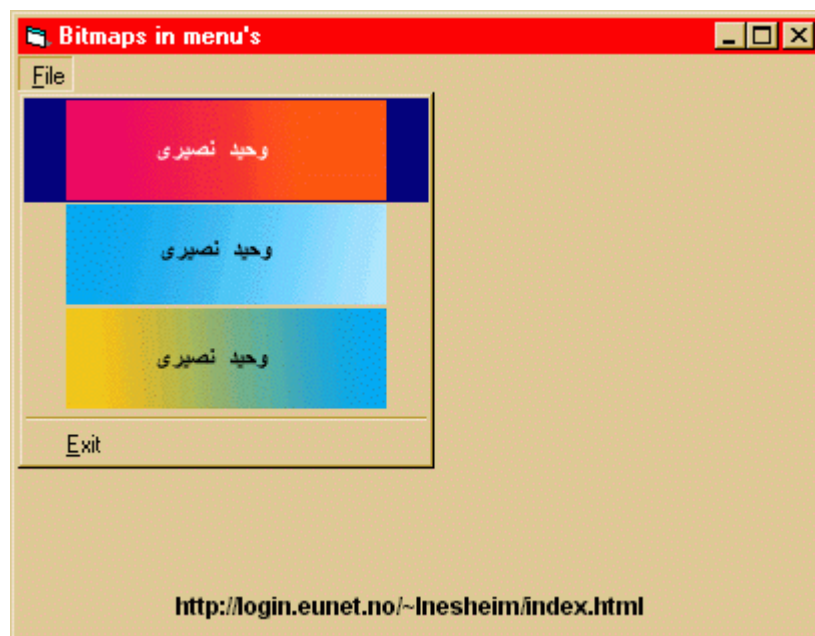 Bitmaps in menu's
File
وحید نصیری
وحید نصیری
وحید نصیری
Exit
http://login.eunet.no/~lnesheim/index.html